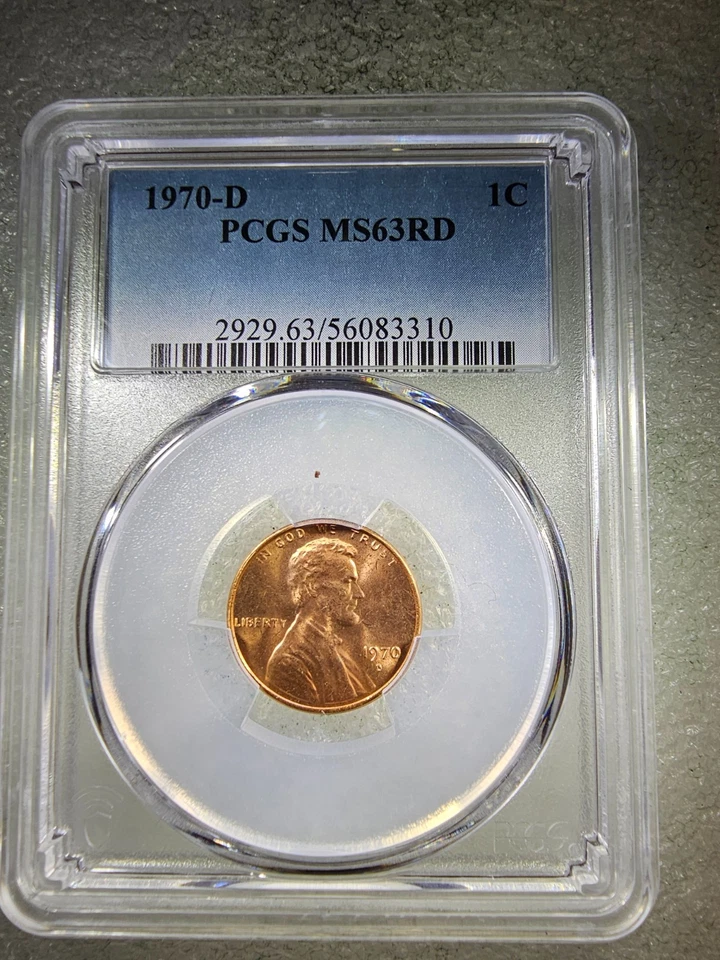 1970-D 1C
PCGS MS63RD
2929.63/56083310
IN GOD WE TRUST
LIBERTY
1970
D